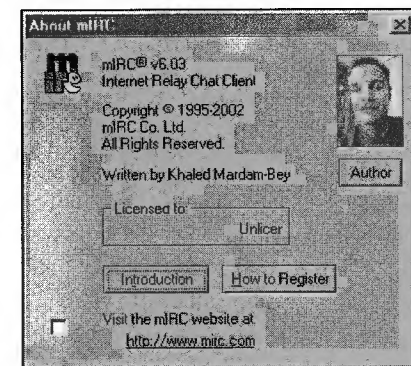 About mIRC
mIRC® v6.03
Internet Relay Chat Client
Copyright © 1995-2002
mIRC Co. Ltd.
All Rights Reserved.
Written by Khaled Mardam-Bey
Author
Licensed to:
Unlicen
Introduction
How to Register
Visit the mIRC website at
http://www.mirc.com